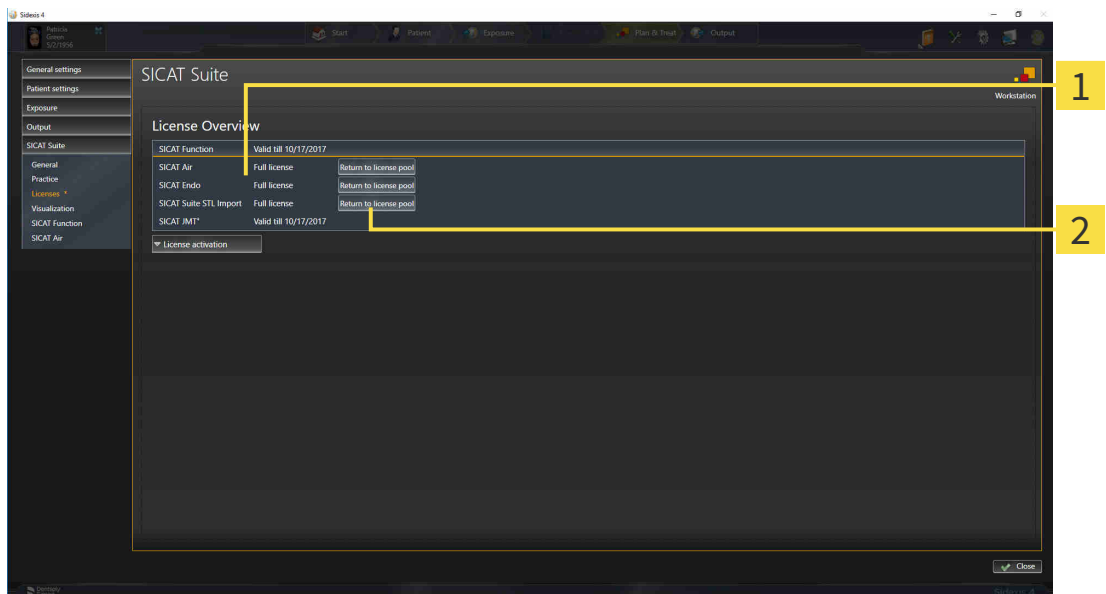 Sidexis 4
Patricia
Green
5/2/1956
Start Patient Exposure Plan & Treat Output
General settings
Patient settings
Exposure
Output
SICAT Suite
General
Practice
Licenses *
Visualization
SICAT Function
SICAT Air
SICAT Suite
Workstation
License Overview
SICAT Function Valid till 10/17/2017
SICAT Air Full license Return to license pool
SICAT Endo Full license Return to license pool
SICAT Suite STL Import Full license Return to license pool
SICAT JMT⁺ Valid till 10/17/2017
License activation
1
2
Close
Dentsply
Sidexis 4